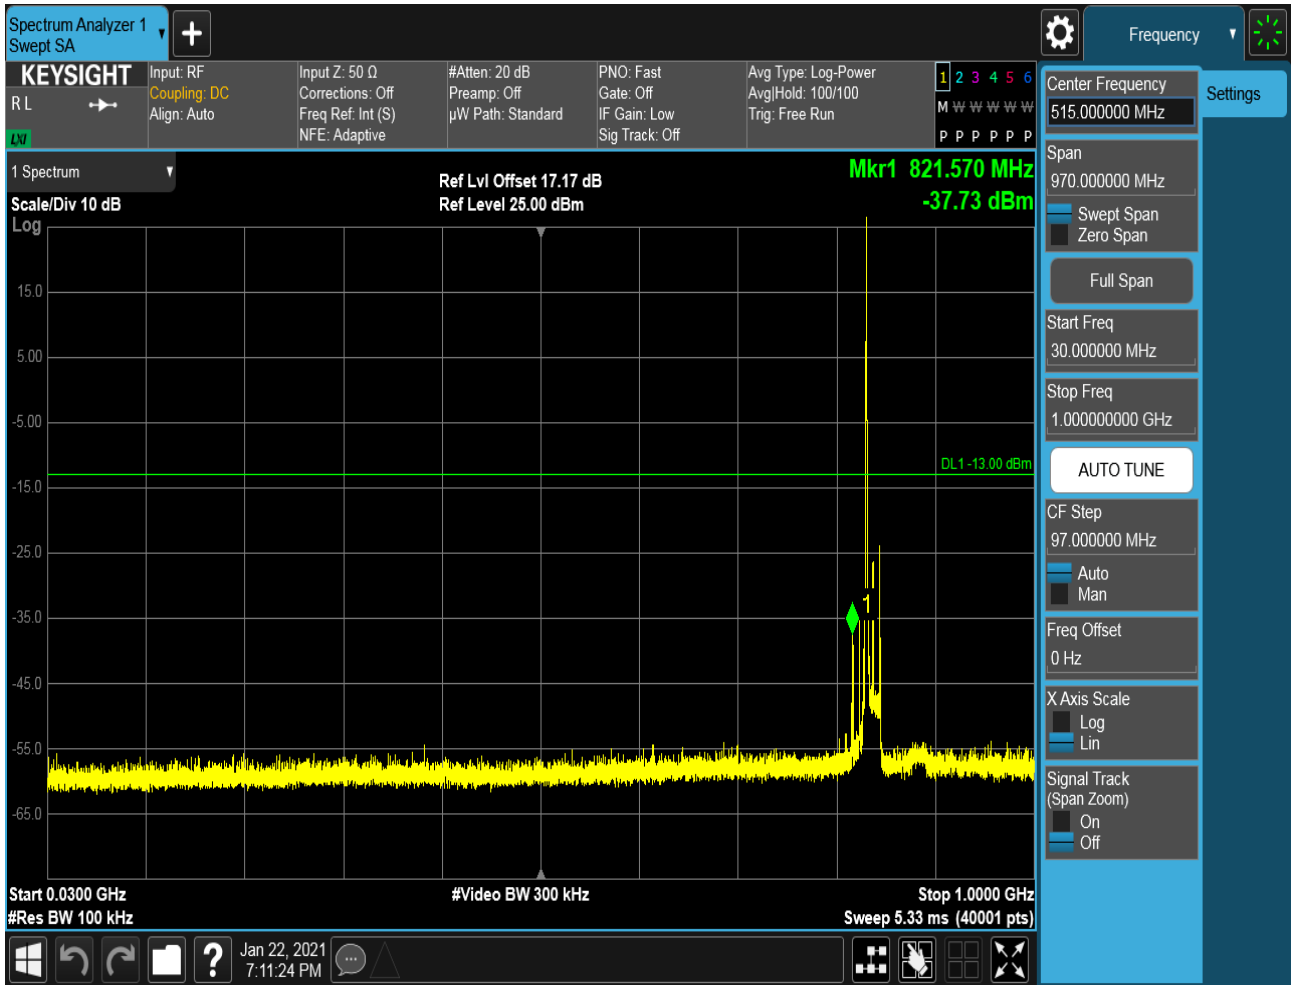 Spectrum Analyzer 1
Swept SA
Frequency
KEYSIGHT
R L
LXI
Input: RF
Coupling: DC
Align: Auto
Input Z: 50 Ω
Corrections: Off
Freq Ref: Int (S)
NFE: Adaptive
#Atten: 20 dB
Preamp: Off
µW Path: Standard
PNO: Fast
Gate: Off
IF Gain: Low
Sig Track: Off
Avg Type: Log-Power
Avg|Hold: 100/100
Trig: Free Run
1 2 3 4 5 6
M W W W W W
P P P P P P
1 Spectrum
Scale/Div 10 dB
Log
Ref Lvl Offset 17.17 dB
Ref Level 25.00 dBm
Mkr1 821.570 MHz
-37.73 dBm
15.0
5.00
-5.00
-15.0
-25.0
-35.0
-45.0
-55.0
-65.0
DL1 -13.00 dBm
Start 0.0300 GHz
#Res BW 100 kHz
#Video BW 300 kHz
Stop 1.0000 GHz
Sweep 5.33 ms (40001 pts)
Center Frequency
515.000000 MHz
Settings
Span
970.000000 MHz
Swept Span
Zero Span
Full Span
Start Freq
30.000000 MHz
Stop Freq
1.000000000 GHz
AUTO TUNE
CF Step
97.000000 MHz
Auto
Man
Freq Offset
0 Hz
X Axis Scale
Log
Lin
Signal Track
(Span Zoom)
On
Off
?
Jan 22, 2021
7:11:24 PM